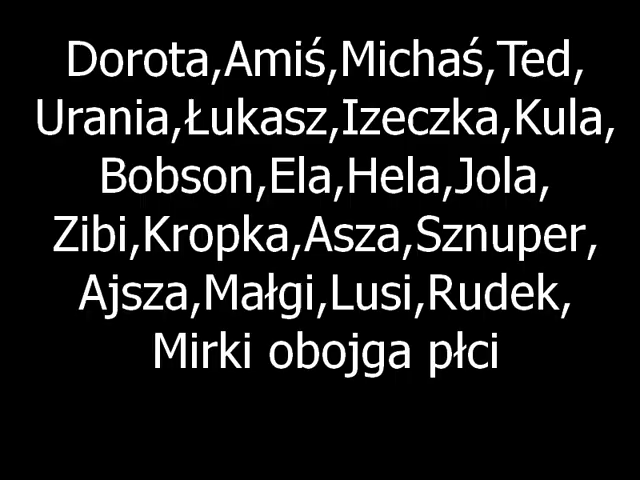 Dorota,Amiś,Michaś,Ted,
Urania,Łukasz,Izeczka,Kula,
Bobson,Ela,Hela,Jola,
Zibi,Kropka,Asza,Sznuper,
Ajsza,Małgi,Lusi,Rudek,
Mirki obojga płci